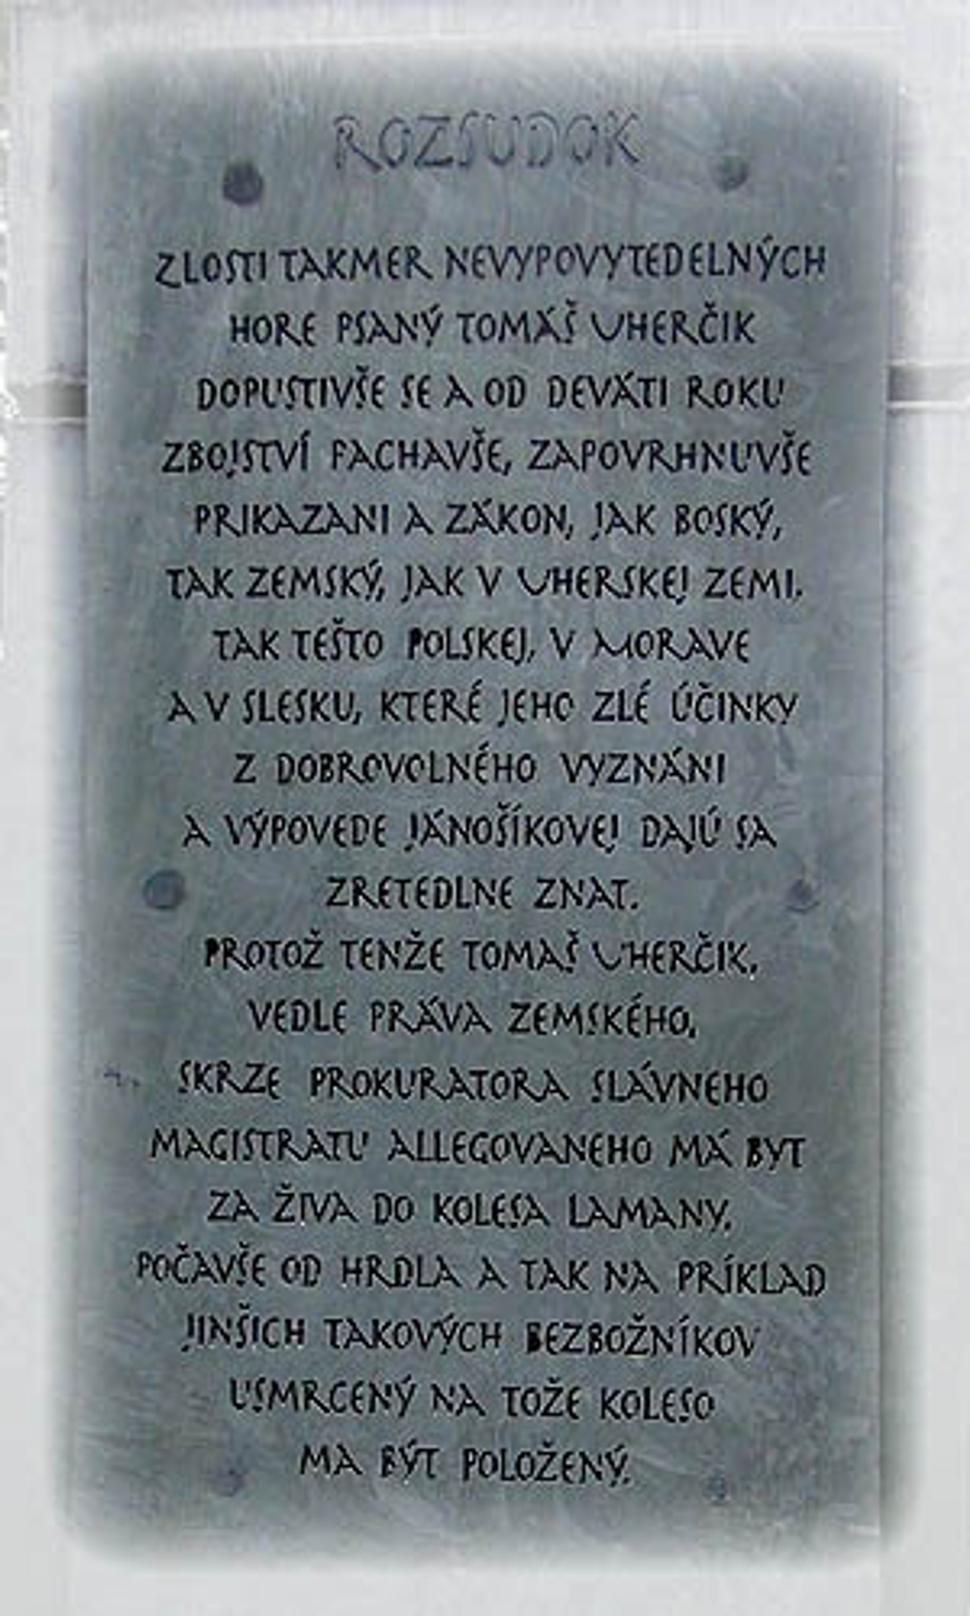 ROZSUDOK
ZLOSTI TAKMER NEVYPOVYTEDELNÝCH
HORE PSANÝ TOMÁŠ UHERČIK
DOPUSTIVŠE SE A OD DEVÁTI ROKU
ZBOJSTVÍ PACHAVŠE, ZAPOVRHNUVŠE
PRIKAZANI A ZÁKON, JAK BOSKÝ,
TAK ZEMSKÝ, JAK V UHERSKEJ ZEMI.
TAK TEŠTO POLSKEJ, V MORAVE
A V SLESKU, KTERÉ JEHO ZLÉ ÚČINKY
Z DOBROVOLNÉHO VYZNÁNI
A VÝPOVEDE JÁNOŠÍKOVEJ DAJÚ SA
ZRETEDLNE ZNAT.
PROTOŽ TENŽE TOMAŠ UHERČIK,
VEDLE PRÁVA ZEMSKÉHO,
SKRZE PROKURATORA SLÁVNEHO
MAGISTRATU ALLEGOVANEHO MÁ BYT
ZA ŽIVA DO KOLESA LAMANY,
POČAVŠE OD HRDLA A TAK NA PRÍKLAD
JINŠICH TAKOVÝCH BEZBOŽNÍKOV
USMRCENÝ NA TOŽE KOLESO
MA BÝT POLOŽENÝ.